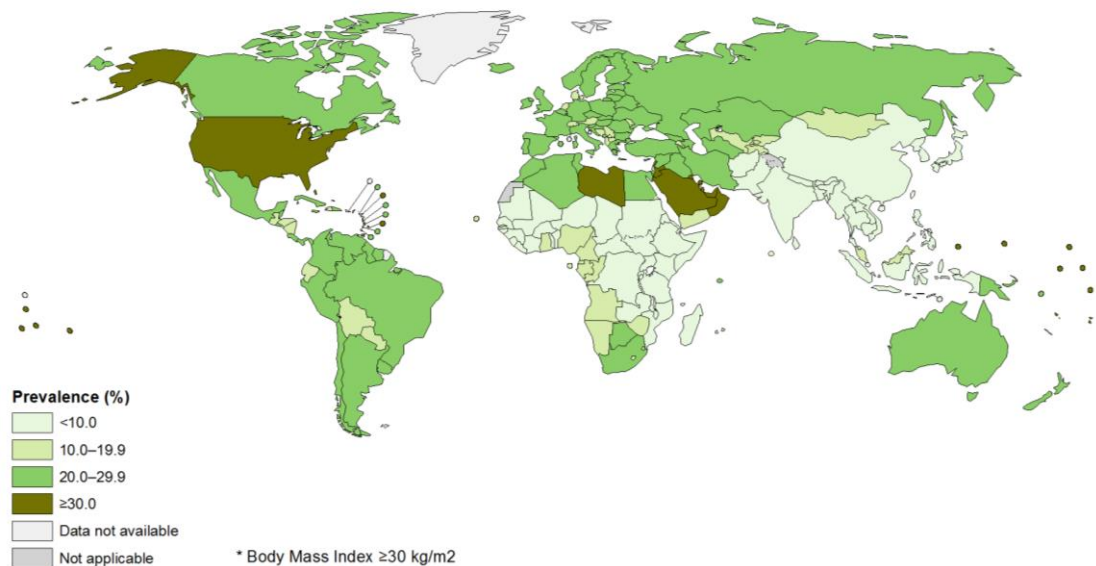 Prevalence (%)
<10.0
10.0–19.9
20.0–29.9
≥30.0
Data not available
Not applicable
* Body Mass Index ≥30 kg/m2